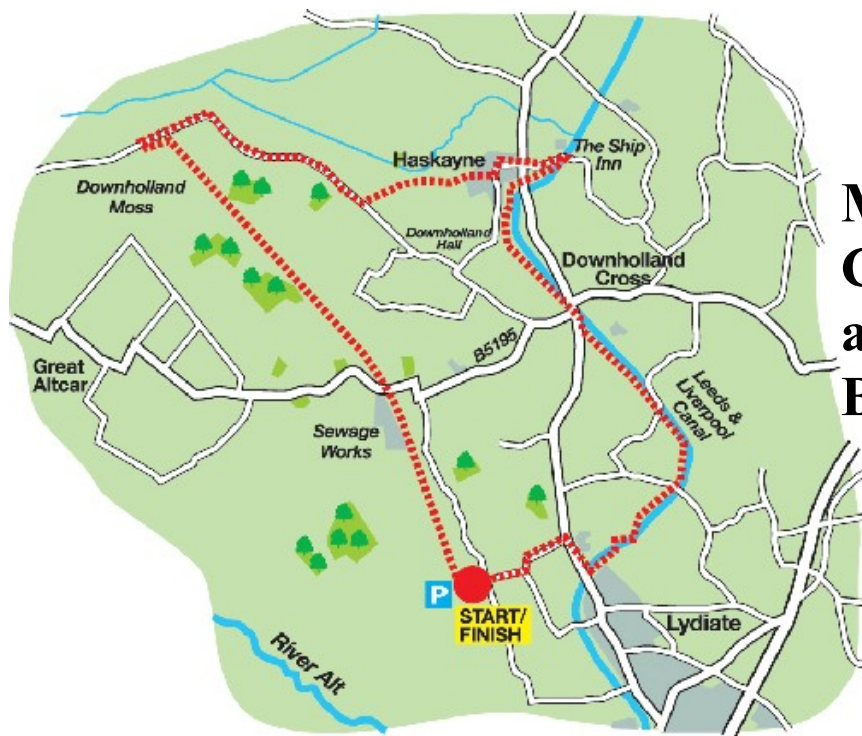 Haskayne
The Ship
Inn
Downholland
Moss
Downholland
Hall
Downholland
Cross
B5195
Great
Altcar
Leeds &
Liverpool
Canal
Sewage
Works
P
START/
FINISH
Lydiate
River Alt